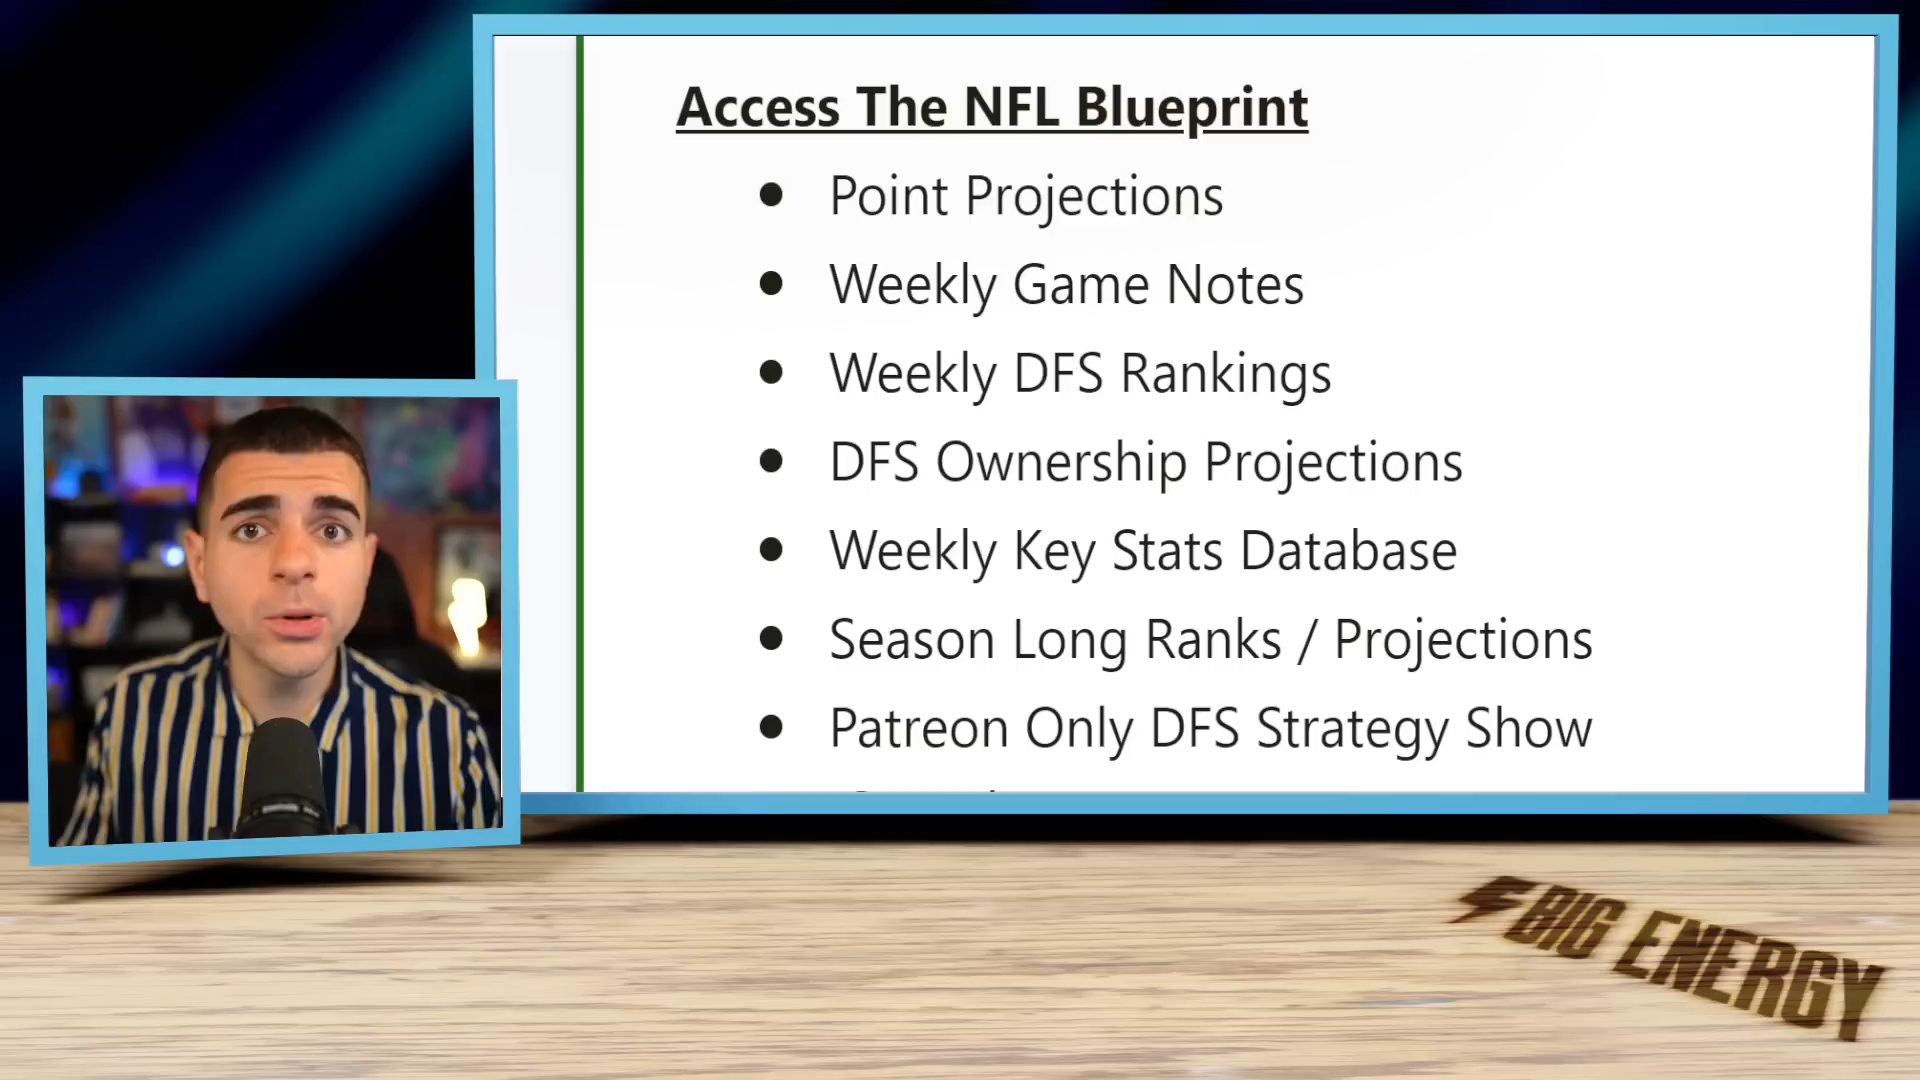 Access The NFL Blueprint
• Point Projections
• Weekly Game Notes
• Weekly DFS Rankings
• DFS Ownership Projections
• Weekly Key Stats Database
• Season Long Ranks / Projections
• Patreon Only DFS Strategy Show
BIG ENERGY